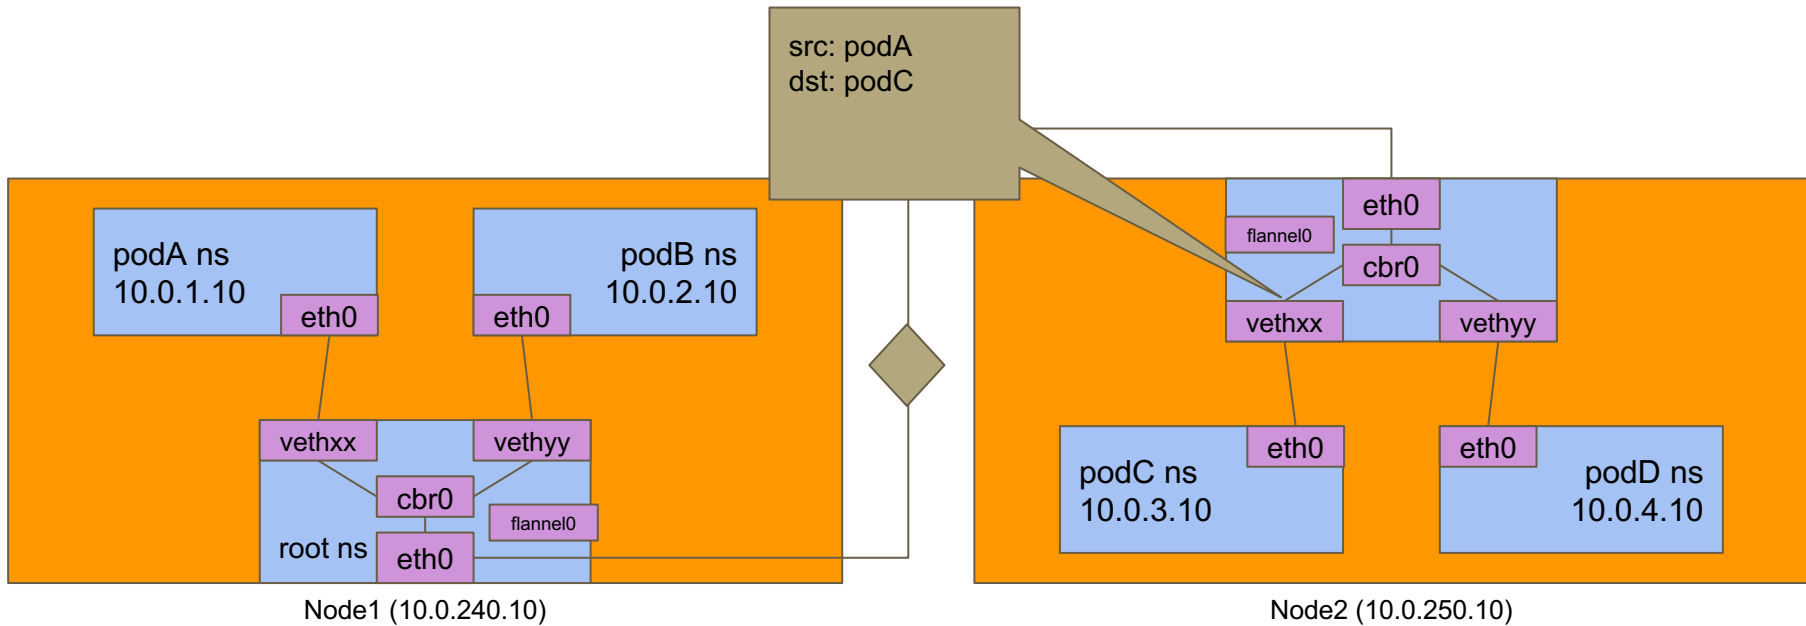 src: podA
dst: podC
podA ns
10.0.1.10
eth0
podB ns
10.0.2.10
eth0
vethxx
vethyy
cbr0
flannel0
root ns
eth0
Node1 (10.0.240.10)
eth0
flannel0
cbr0
vethxx
vethyy
eth0
podC ns
10.0.3.10
eth0
podD ns
10.0.4.10
Node2 (10.0.250.10)